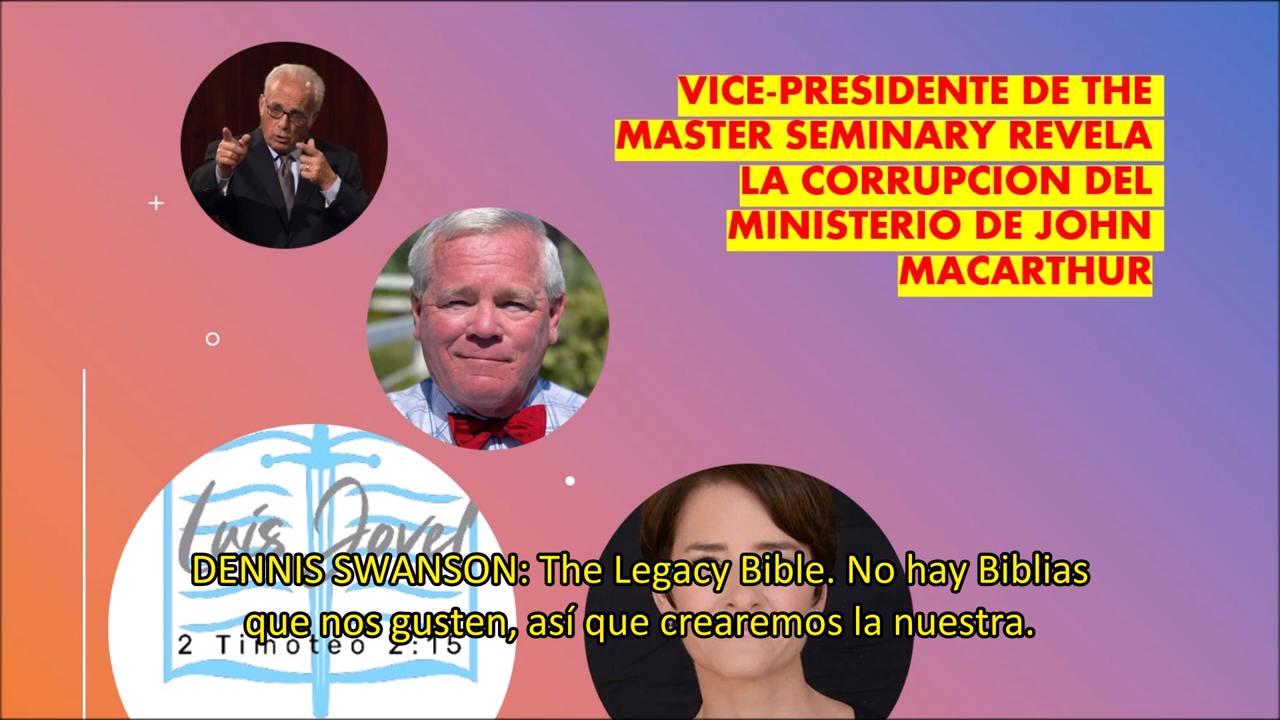 VICE-PRESIDENTE DE THE
MASTER SEMINARY REVELA
LA CORRUPCION DEL
MINISTERIO DE JOHN
MACARTHUR
Luis Jovel
DENNIS SWANSON: The Legacy Bible. No hay Biblias
que nos gusten, así que crearemos la nuestra.
2 Timoteo 2:15